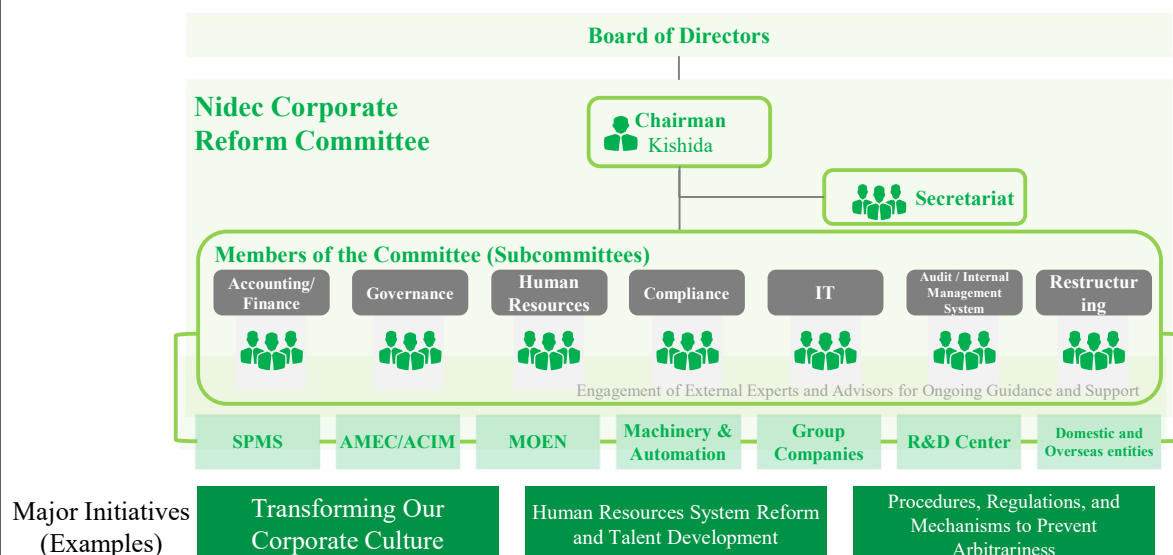 Board of Directors
Nidec Corporate
Reform Committee
Chairman
Kishida
Secretariat
Members of the Committee (Subcommittees)
Accounting/
Finance
Governance
Human
Resources
Compliance
IT
Audit / Internal
Management
System
Restructur
ing
Engagement of External Experts and Advisors for Ongoing Guidance and Support
SPMS
AMEC/ACIM
MOEN
Machinery &
Automation
Group
Companies
R&D Center
Domestic and
Overseas entities
Major Initiatives
(Examples)
Transforming Our
Corporate Culture
Human Resources System Reform
and Talent Development
Procedures, Regulations, and
Mechanisms to Prevent
Arbitrariness